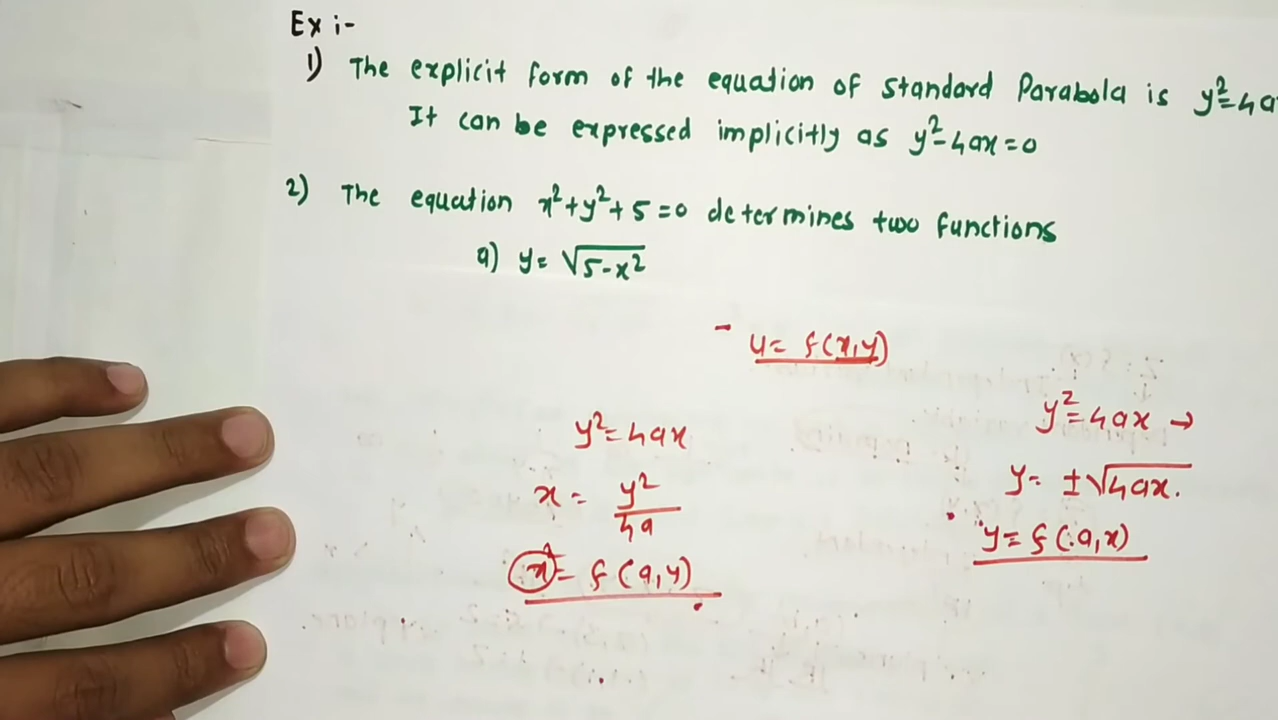 Ex :-
1) The explicit form of the equation of standard Parabola is y²=4a
It can be expressed implicitly as y²-4ax=0
2) The equation x²+y²+5=0 determines two functions
a) y= √5-x²
u= f(x,y)
y²=4ax
x = y²/4a
x = f(a,y)
y²=4ax →
y= ±√4ax.
y= f(a,x)